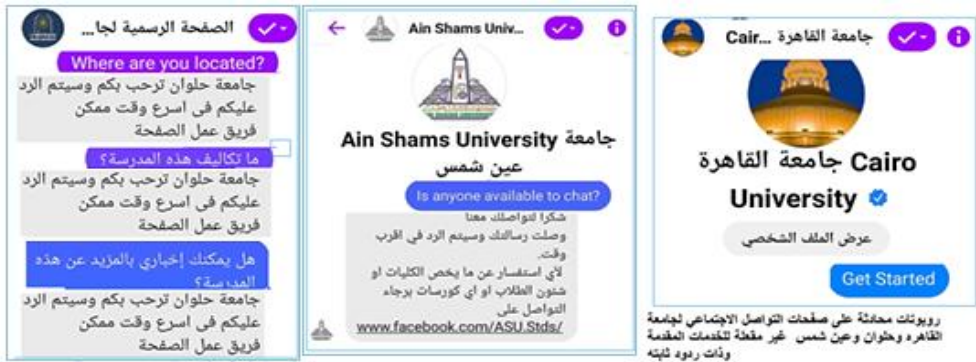 الصفحة الرسمية لجا...
Where are you located?
جامعة حلوان ترحب بكم وسيتم الرد
عليكم فى اسرع وقت ممكن
فريق عمل الصفحة
ما تكاليف هذه المدرسة؟
جامعة حلوان ترحب بكم وسيتم الرد
عليكم فى اسرع وقت ممكن
فريق عمل الصفحة
هل يمكنك إخباري بالمزيد عن هذه
المدرسة؟
جامعة حلوان ترحب بكم وسيتم الرد
عليكم فى اسرع وقت ممكن
فريق عمل الصفحة
Ain Shams Univ...
Ain Shams University جامعة
عين شمس
Is anyone available to chat?
شكرا لتواصلك معنا
وصلت رسالتك وسيتم الرد في اقرب
وقت.
لأي استفسار عن ما يخص الكليات او
شئون الطلاب او اي كورسات برجاء
التواصل على
www.facebook.com/ASU.Stds/
جامعة القاهرة Cair...
Cairo جامعة القاهرة
University
عرض الملف الشخصي
Get Started
روبوتات محادثة على صفحات التواصل الاجتماعي لجامعة
القاهره وحلوان وعين شمس غير مفعلة للخدمات المقدمة
وذات ردود ثابته